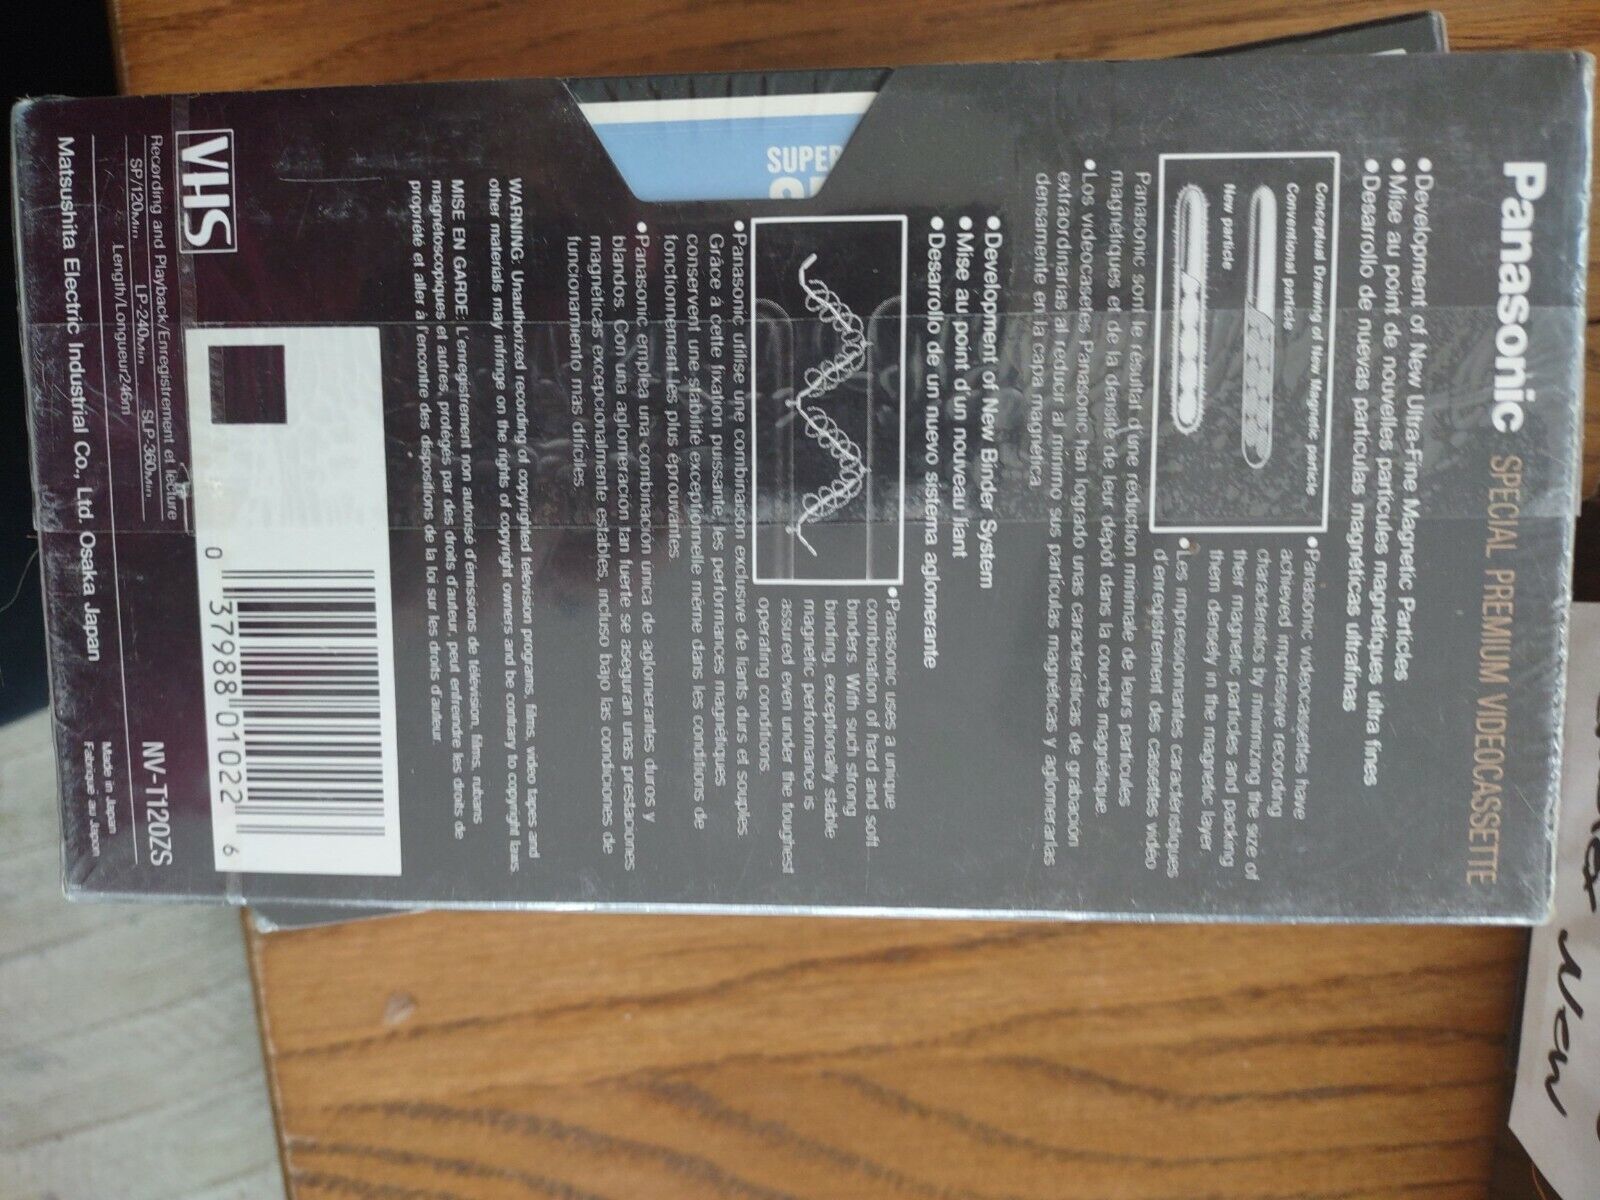 Panasonic SPECIAL PREMIUM VIDEOCASSETTE
•Development of New Ultra-Fine Magnetic Particles
•Mise au point de nouvelles particules magnétiques ultra fines
•Desarrollo de nuevas partículas magnéticas ultrafinas
Conceptual Drawing of New Magnetic particle
Conventional particle
New particle
•Panasonic videocassettes have
achieved impressive recording
characteristics by minimizing the size of
their magnetic particles and packing
them densely in the magnetic layer.
•Les impressionnantes caractéristiques
d'enregistrement des cassettes vidéo
Panasonic sont le résultat d'une réduction minimale de leurs particules
magnétiques et de la densité de leur dépôt dans la couche magnétique.
•Los videocasetes Panasonic han logrado unas características de grabación
extraordinarias al reducir al mínimo sus partículas magnéticas y aglomerarlas
densamente en la capa magnética.
•Development of New Binder System
•Mise au point d'un nouveau liant
•Desarrollo de un nuevo sistema aglomerante
•Panasonic uses a unique
combination of hard and soft
binders. With such strong
binding, exceptionally stable
magnetic performance is
assured even under the toughest
operating conditions.
•Panasonic utilise une combinaison exclusive de liants durs et souples.
Grâce à cette fixation puissante, les performances magnétiques
conservent une stabilité exceptionnelle même dans les conditions de
fonctionnement les plus éprouvantes.
•Panasonic emplea una combinación única de aglomerantes duros y
blandos. Con una aglomeración tan fuerte se aseguran unas prestaciones
magnéticas excepcionalmente estables, incluso bajo las condiciones de
funcionamiento más difíciles.
SUPER
WARNING: Unauthorized recording of copyrighted television programs, films, video tapes and
other materials may infringe on the rights of copyright owners and be contrary to copyright laws.
MISE EN GARDE: L'enregistrement non autorisé d'émissions de télévision, films, rubans
magnétoscopiques et autres, protégés par des droits d'auteur, peut enfreindre les droits de
propriété et aller à l'encontre des dispositions de la loi sur les droits d'auteur.
0 37988 01022 6
VHS
Recording and Playback/Enregistrement et lecture
SP/120Min LP-240Min SLP-360Min
Length/Longueur246m
NV-T120ZS
Matsushita Electric Industrial Co., Ltd. Osaka Japan
Made in Japan
Fabriqué au Japon
New